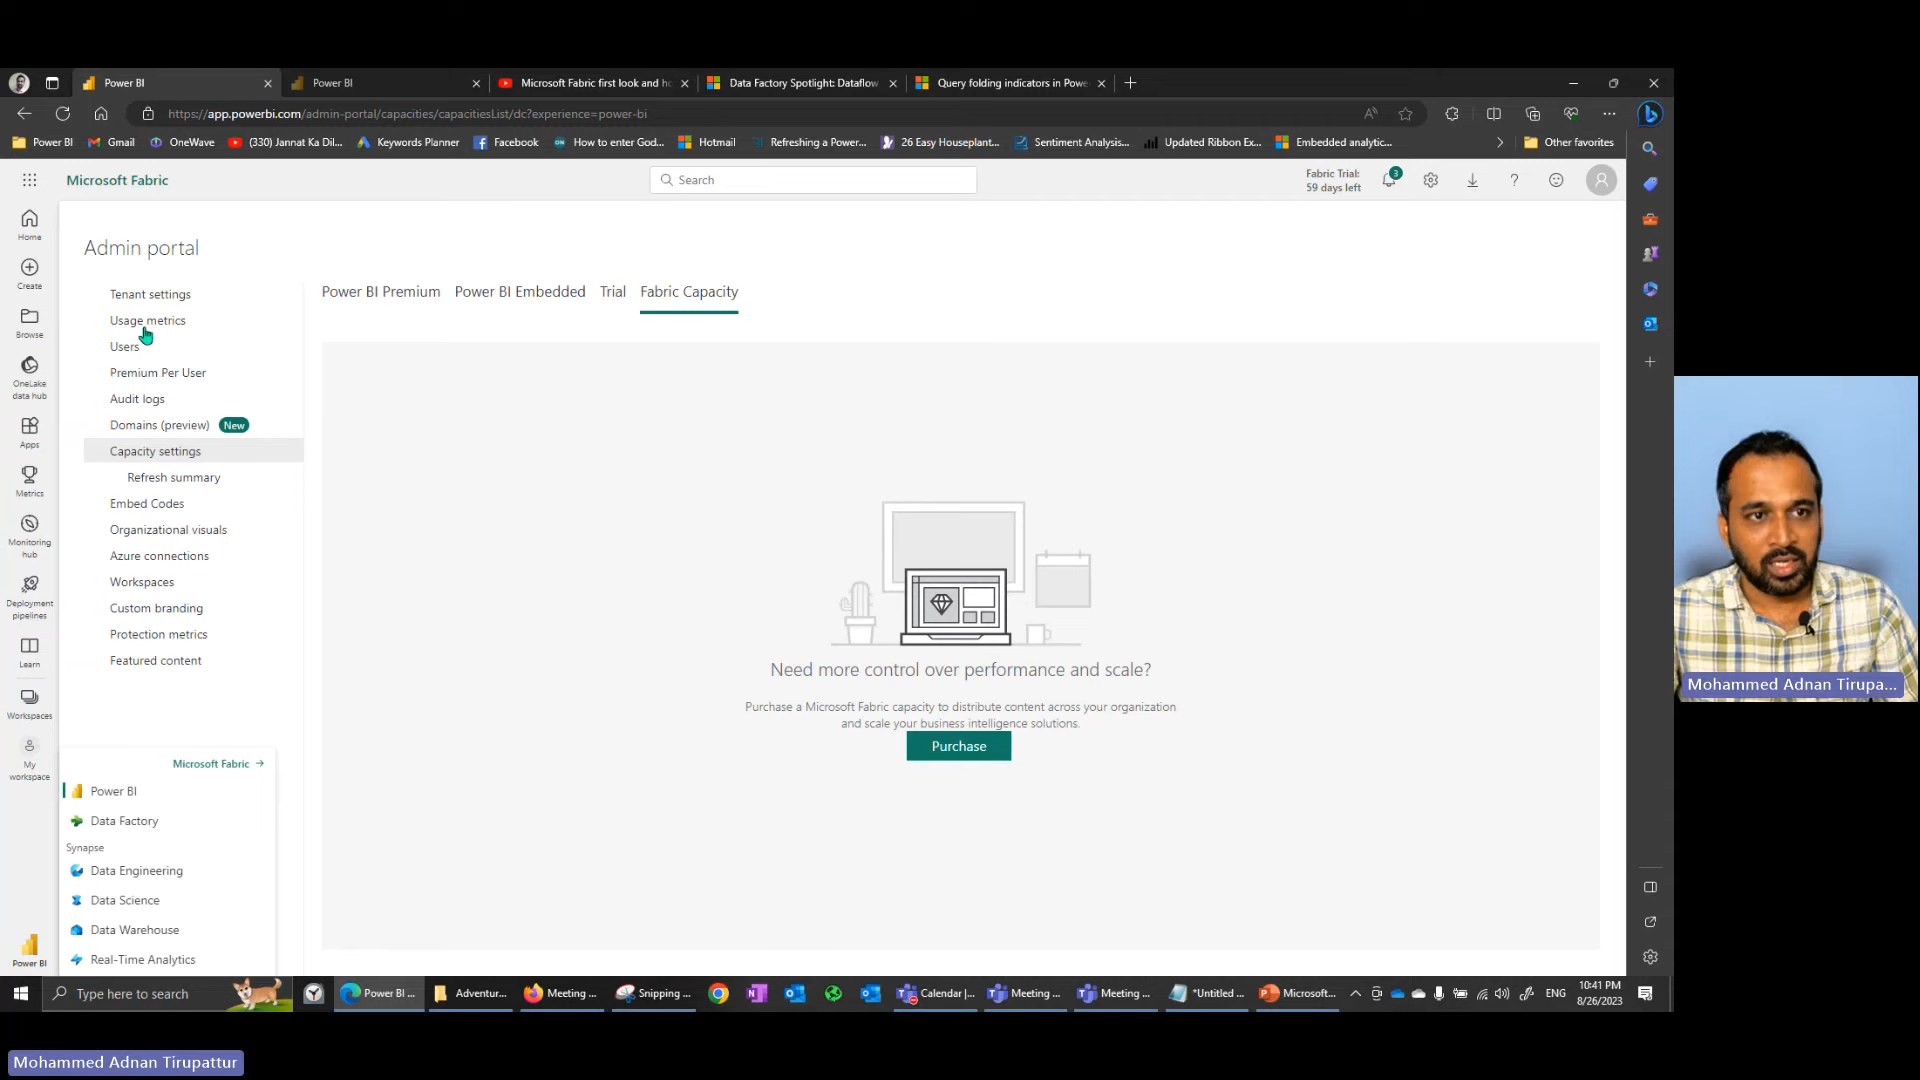 Power BI
Power BI
Microsoft Fabric first look and ho
Data Factory Spotlight: Dataflow
Query folding indicators in Powe
https://app.powerbi.com/admin-portal/capacities/capacitiesList/dc?experience=power-bi
Power BI
Gmail
OneWave
(330) Jannat Ka Dil...
Keywords Planner
Facebook
How to enter God...
Hotmail
Refreshing a Powe...
26 Easy Houseplant...
Sentiment Analysis...
Updated Ribbon Ex...
Embedded analytic...
Other favorites
Microsoft Fabric
Search
Fabric Trial:
59 days left
3
Home
Create
Browse
OneLake
data hub
Apps
Metrics
Monitoring
hub
Deployment
pipelines
Learn
Workspaces
My
workspace
Power BI
Admin portal
Tenant settings
Usage metrics
Users
Premium Per User
Audit logs
Domains (preview) New
Capacity settings
Refresh summary
Embed Codes
Organizational visuals
Azure connections
Workspaces
Custom branding
Protection metrics
Featured content
Power BI Premium Power BI Embedded Trial Fabric Capacity
Need more control over performance and scale?
Purchase a Microsoft Fabric capacity to distribute content across your organization
and scale your business intelligence solutions.
Purchase
Microsoft Fabric →
Power BI
Data Factory
Synapse
Data Engineering
Data Science
Data Warehouse
Real-Time Analytics
Mohammed Adnan Tirupa...
Type here to search
Power BI ...
Adventur...
Meeting ...
Snipping ...
Calendar |...
Meeting ...
Meeting ...
*Untitled ...
Microsoft...
ENG
10:41 PM
8/26/2023
Mohammed Adnan Tirupattur